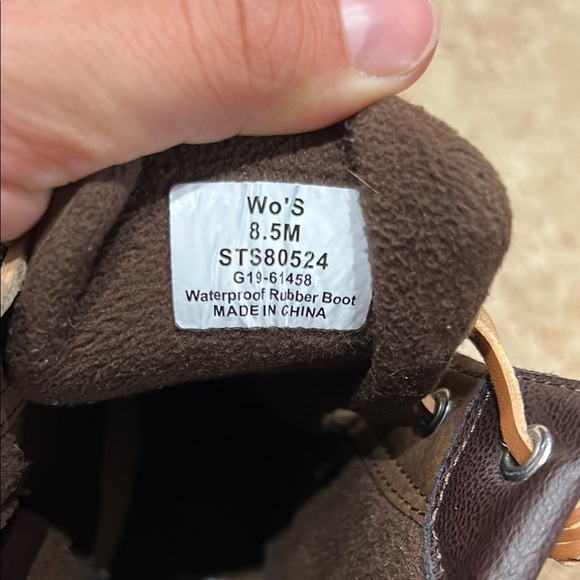 Wo'S
8.5M
STS80524
G19-61458
Waterproof Rubber Boot
MADE IN CHINA